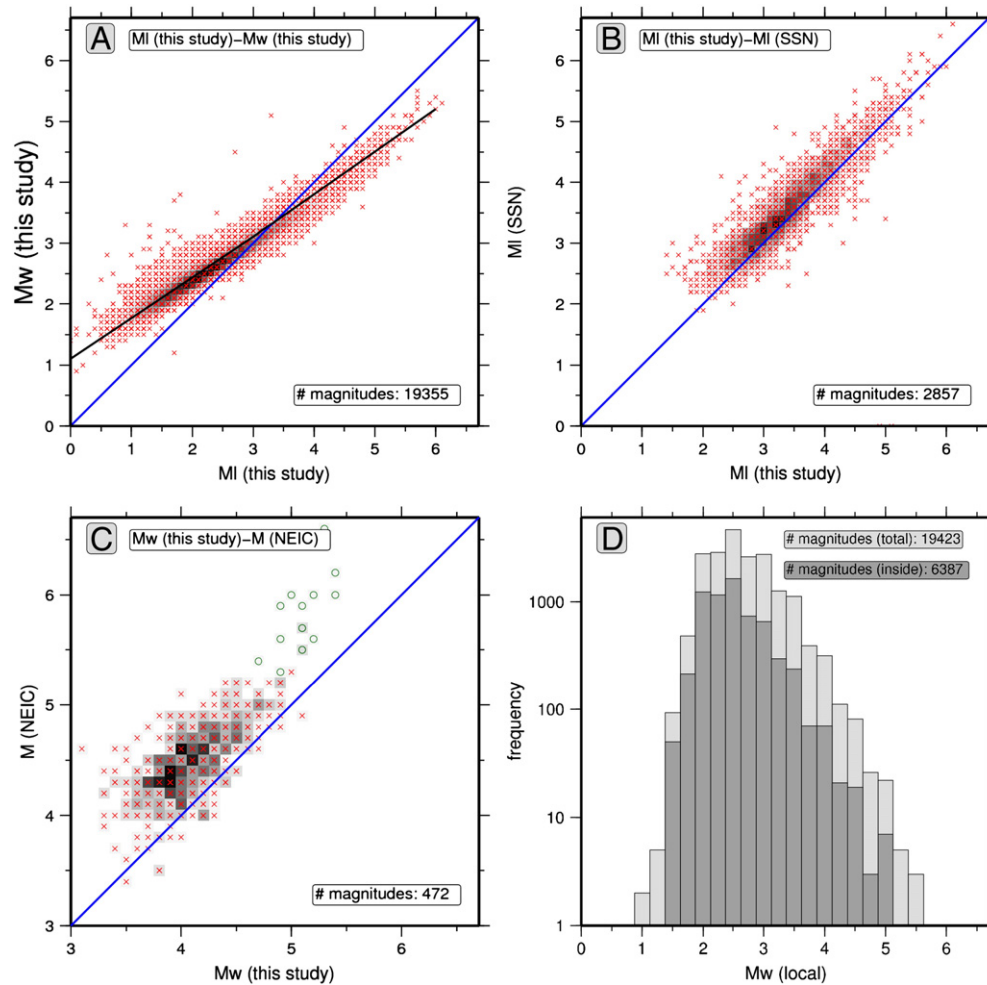 A
Ml (this study)−Mw (this study)
6
5
4
3
2
1
0
Mw (this study)
# magnitudes: 19355
0 1 2 3 4 5 6
Ml (this study)
B
Ml (this study)−Ml (SSN)
6
5
4
3
2
1
0
Ml (SSN)
# magnitudes: 2857
0 1 2 3 4 5 6
Ml (this study)
C
Mw (this study)−M (NEIC)
6
5
4
3
M (NEIC)
# magnitudes: 472
3 4 5 6
Mw (this study)
D
# magnitudes (total): 19423
# magnitudes (inside): 6387
1000
100
10
1
frequency
0 1 2 3 4 5 6
Mw (local)